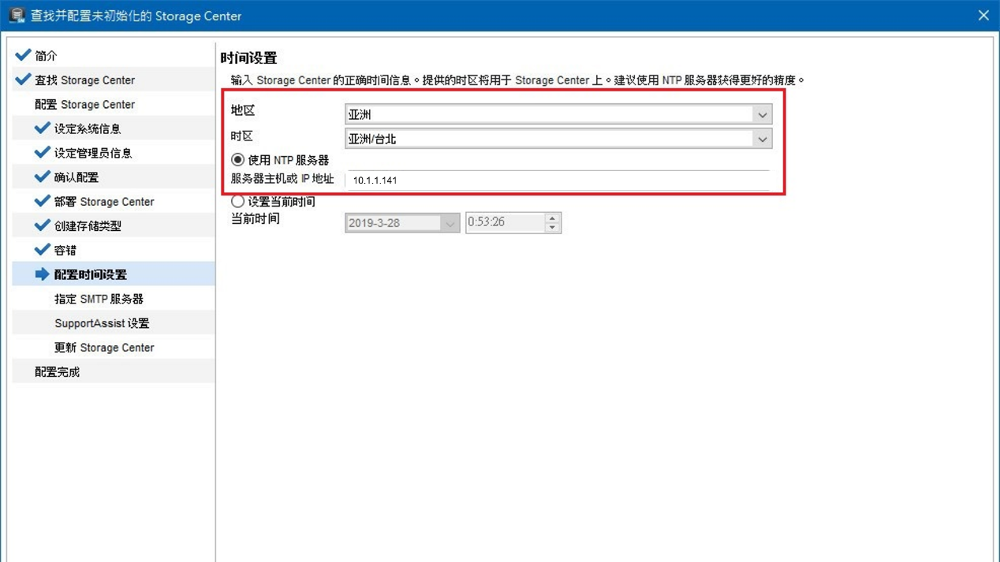 查找并配置未初始化的 Storage Center
简介
查找 Storage Center
配置 Storage Center
设定系统信息
设定管理员信息
确认配置
部署 Storage Center
创建存储类型
容错
配置时间设置
指定 SMTP 服务器
SupportAssist 设置
更新 Storage Center
配置完成
时间设置
输入 Storage Center 的正确时间信息。提供的时区将用于 Storage Center 上。建议使用 NTP 服务器获得更好的精度。
地区 亚洲
时区 亚洲/台北
使用 NTP 服务器
服务器主机或 IP 地址 10.1.1.141
设置当前时间
当前时间 2019-3-28 0:53:26